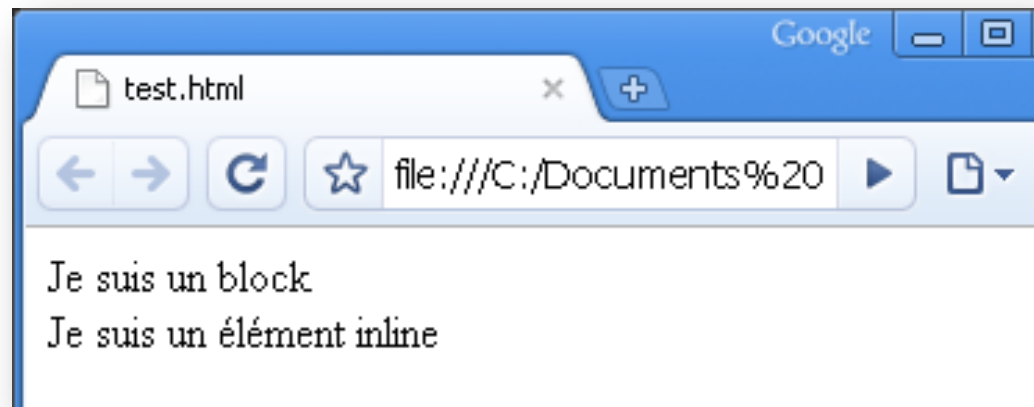 Google
test.html
file:///C:/Documents%20
Je suis un block
Je suis un élément inline